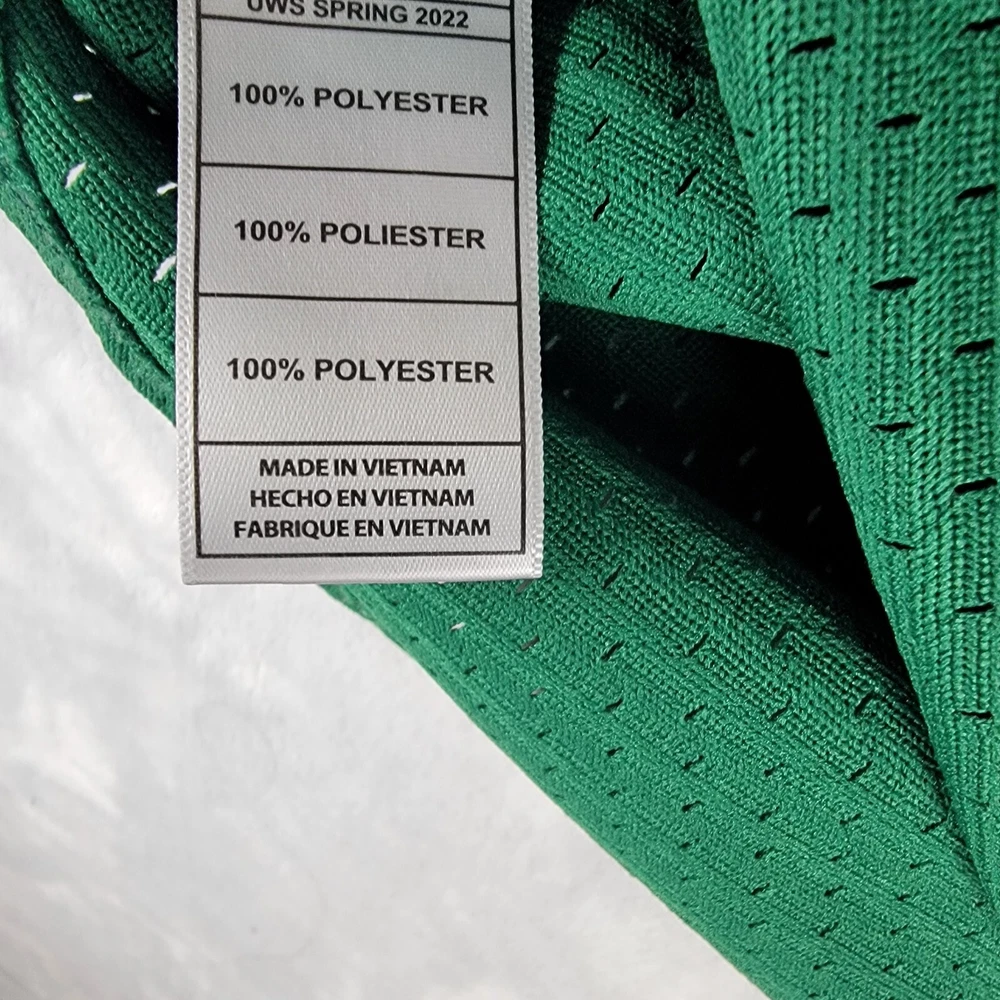 UWS SPRING 2022
100% POLYESTER
100% POLIESTER
100% POLYESTER
MADE IN VIETNAM
HECHO EN VIETNAM
FABRIQUE EN VIETNAM